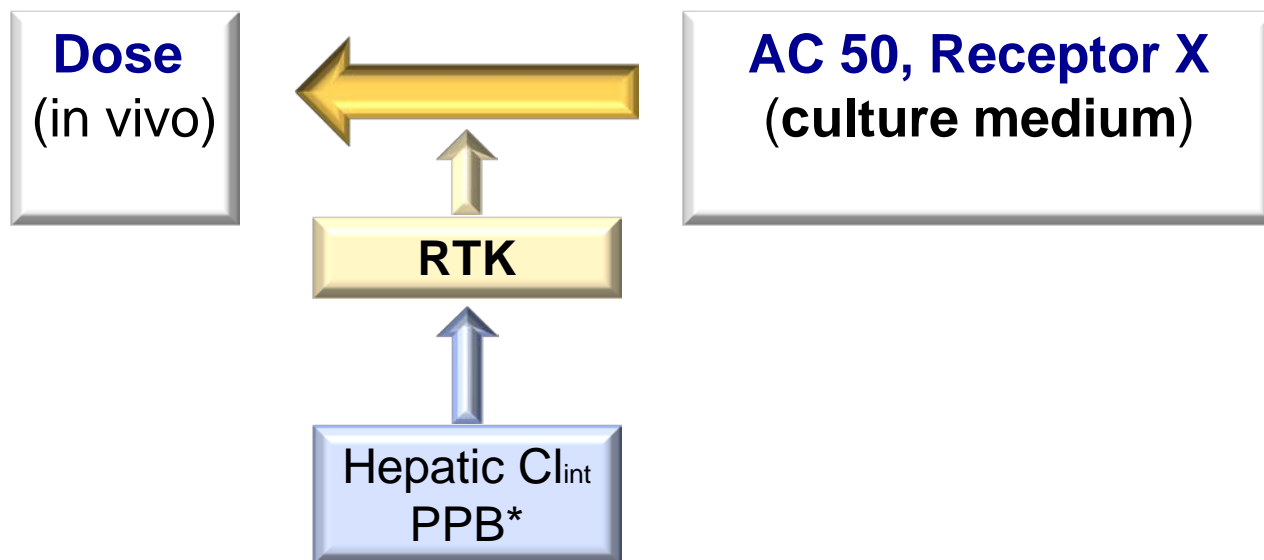 Dose
(in vivo)
AC 50, Receptor X
(culture medium)
RTK
Hepatic Clint
PPB*